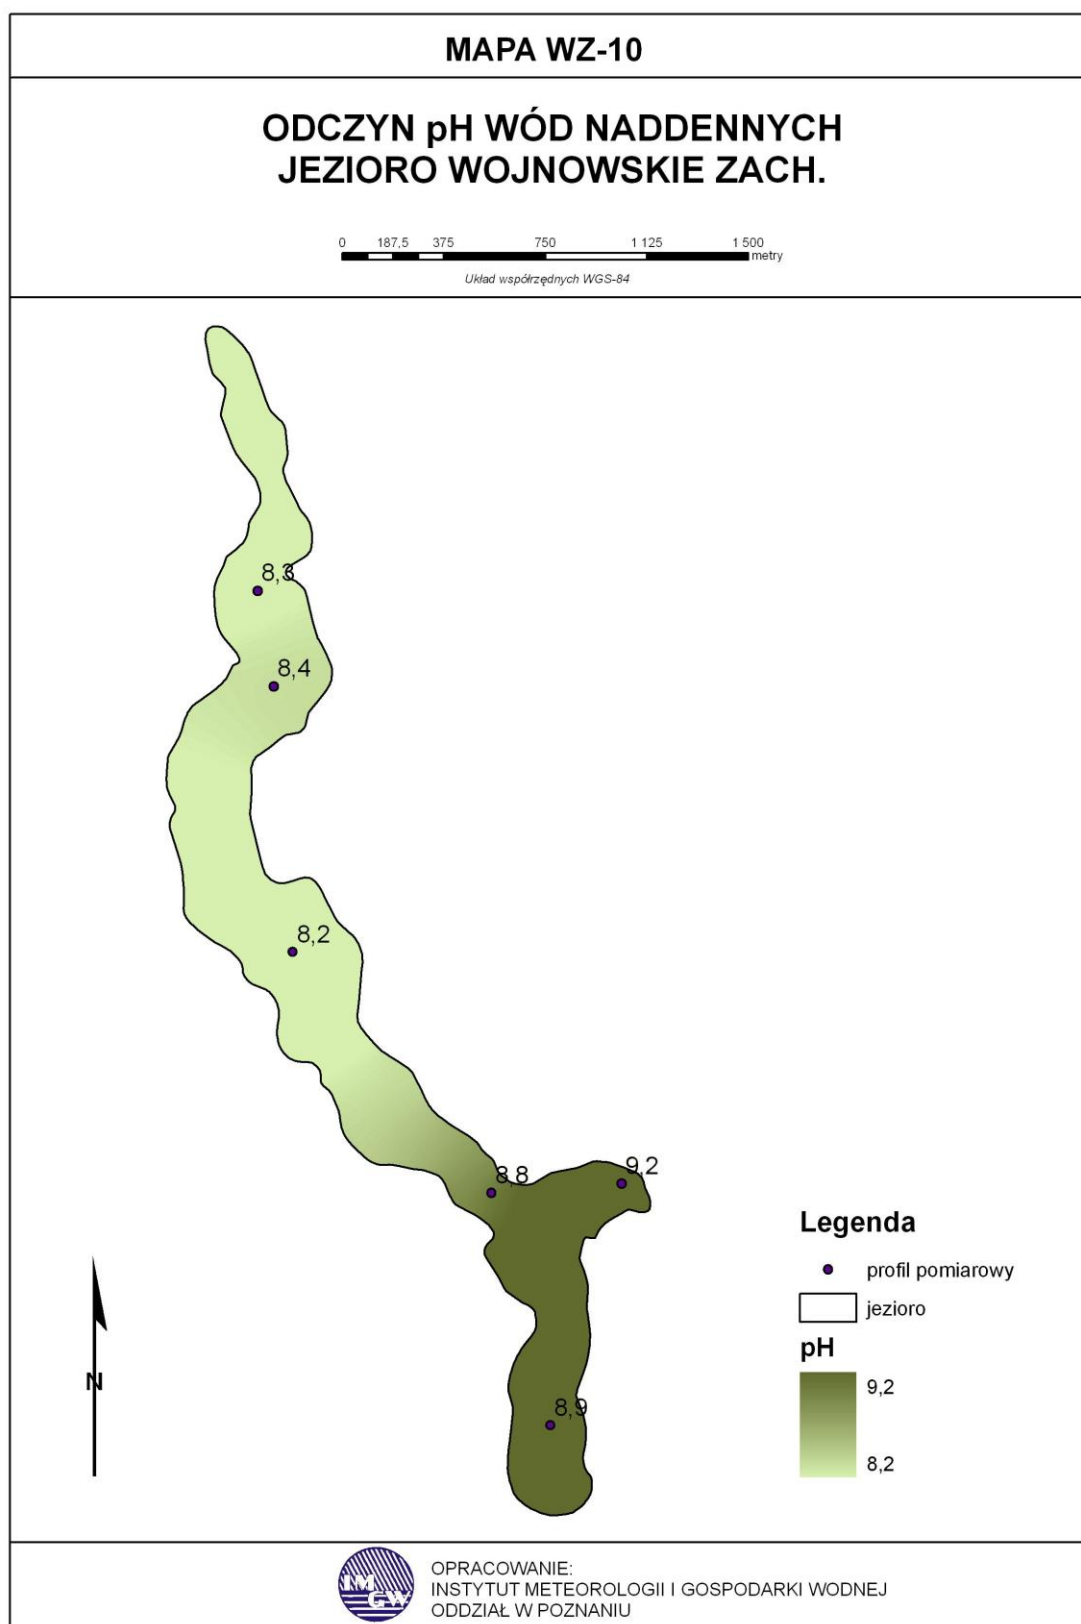 MAPA WZ-10
ODCZYN pH WÓD NADDENNYCH
JEZIORO WOJNOWSKIE ZACH.
0 187,5 375 750 1 125 1 500
metry
Układ współrzędnych WGS-84
8,3
8,4
8,2
8,8
9,2
8,9
N
Legenda
profil pomiarowy
jezioro
pH
9,2
8,2
IM
GW
OPRACOWANIE:
INSTYTUT METEOROLOGII I GOSPODARKI WODNEJ
ODDZIAŁ W POZNANIU